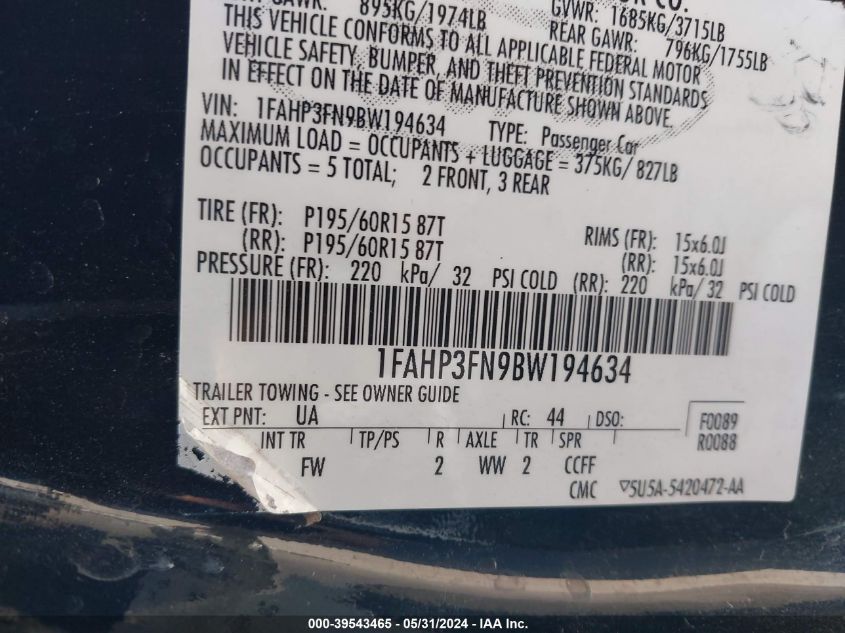 895KG/1974LB GVWR: 1685KG/3715LB
REAR GAWR: 796KG/1755LB
THIS VEHICLE CONFORMS TO ALL APPLICABLE FEDERAL MOTOR
VEHICLE SAFETY, BUMPER, AND THEFT PREVENTION STANDARDS
IN EFFECT ON THE DATE OF MANUFACTURE SHOWN ABOVE.
VIN: 1FAHP3FN9BW194634 TYPE: Passenger Car
MAXIMUM LOAD = OCCUPANTS + LUGGAGE = 375KG/ 827LB
OCCUPANTS = 5 TOTAL; 2 FRONT, 3 REAR
TIRE (FR): P195/60R15 87T RIMS (FR): 15x6.0J
(RR): P195/60R15 87T (RR): 15x6.0J
PRESSURE (FR): 220 kPa/ 32 PSI COLD (RR): 220 kPa/ 32 PSI COLD
1FAHP3FN9BW194634
TRAILER TOWING - SEE OWNER GUIDE
EXT PNT: UA RC: 44 DSO: F0089
R0088
INT TR TP/PS R AXLE TR SPR
FW 2 WW 2 CCFF
CMC ▽5U5A-5420472-AA
000-39543465 - 05/31/2024 - IAA Inc.